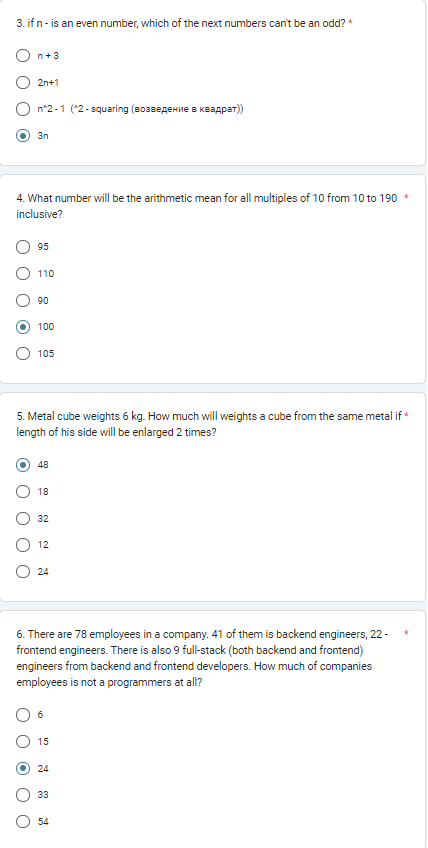 3. if n - is an even number, which of the next numbers can't be an odd? *
n + 3
2n+1
n^2 - 1 (^2 - squaring (возведение в квадрат))
3n
4. What number will be the arithmetic mean for all multiples of 10 from 10 to 190 *
inclusive?
95
110
90
100
105
5. Metal cube weights 6 kg. How much will weights a cube from the same metal if *
length of his side will be enlarged 2 times?
48
18
32
12
24
6. There are 78 employees in a company. 41 of them is backend engineers, 22 - *
frontend engineers. There is also 9 full-stack (both backend and frontend)
engineers from backend and frontend developers. How much of companies
employees is not a programmers at all?
6
15
24
33
54